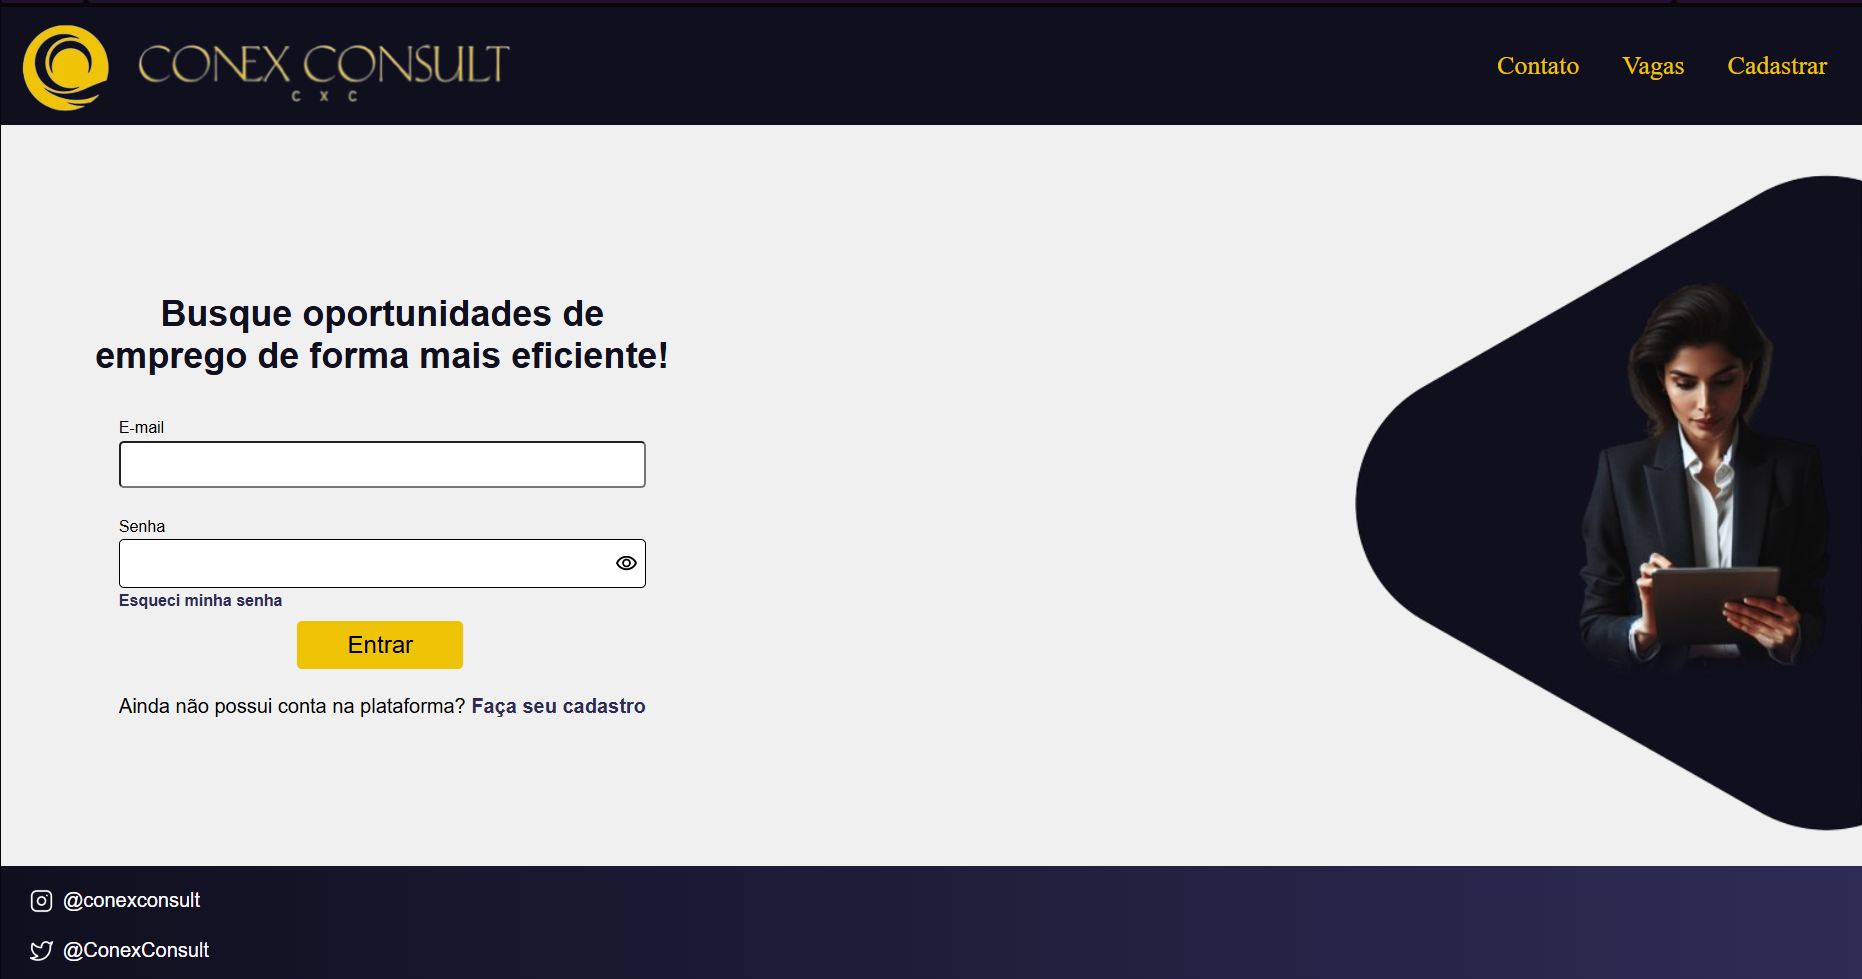 CONEX CONSULT
C X C
Contato
Vagas
Cadastrar
Busque oportunidades de
emprego de forma mais eficiente!
E-mail
Senha
Esqueci minha senha
Entrar
Ainda não possui conta na plataforma? Faça seu cadastro
@conexconsult
@ConexConsult